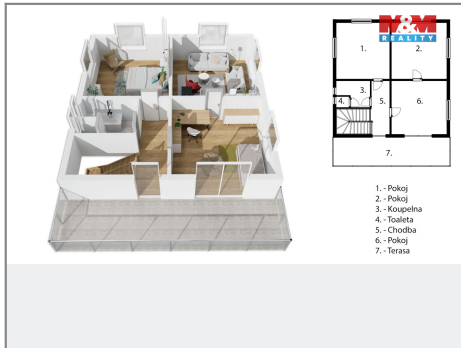 M&M
REALITY
1.
2.
3.
4.
5.
6.
7.
1. - Pokoj
2. - Pokoj
3. - Koupelna
4. - Toaleta
5. - Chodba
6. - Pokoj
7. - Terasa